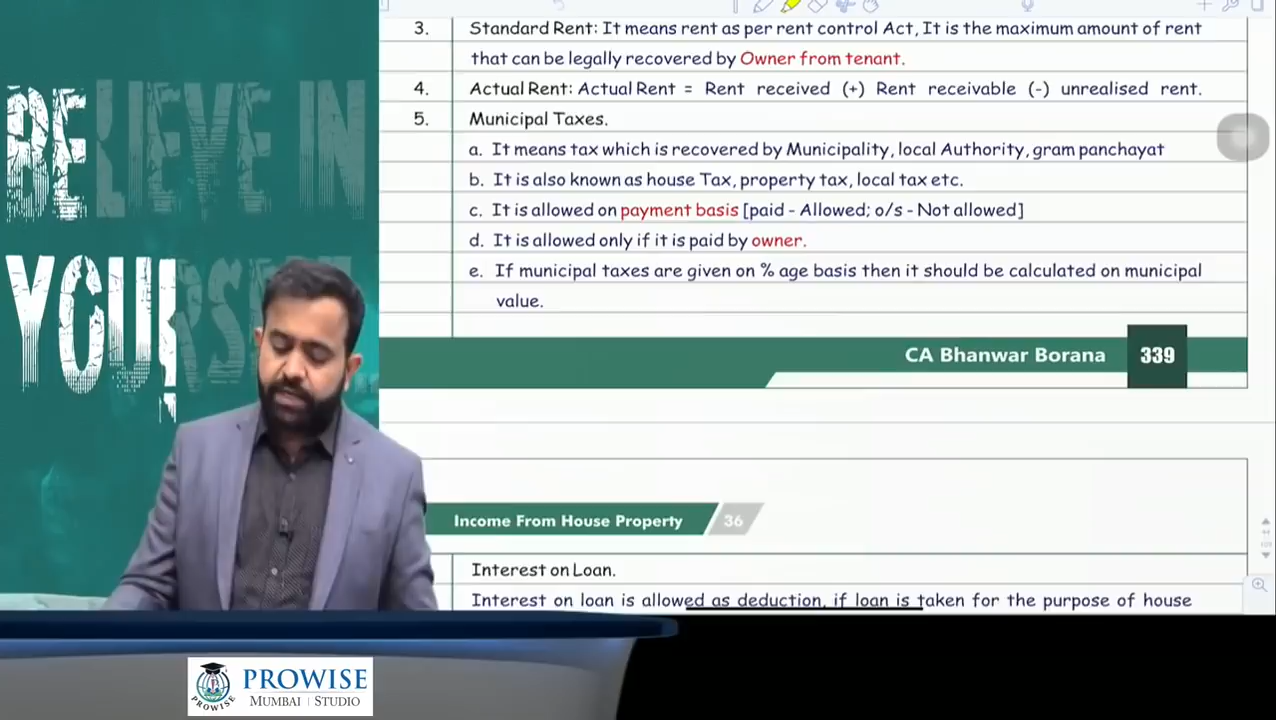 BELIEVE IN
YOURSE
3. Standard Rent: It means rent as per rent control Act, It is the maximum amount of rent
that can be legally recovered by Owner from tenant.
4. Actual Rent: Actual Rent = Rent received (+) Rent receivable (-) unrealised rent.
5. Municipal Taxes.
a. It means tax which is recovered by Municipality, local Authority, gram panchayat
b. It is also known as house Tax, property tax, local tax etc.
c. It is allowed on payment basis [paid - Allowed; o/s - Not allowed]
d. It is allowed only if it is paid by owner.
e. If municipal taxes are given on % age basis then it should be calculated on municipal
value.
CA Bhanwar Borana 339
Income From House Property 36
Interest on Loan.
Interest on loan is allowed as deduction, if loan is taken for the purpose of house
PROWISE
PROWISE
MUMBAI | STUDIO